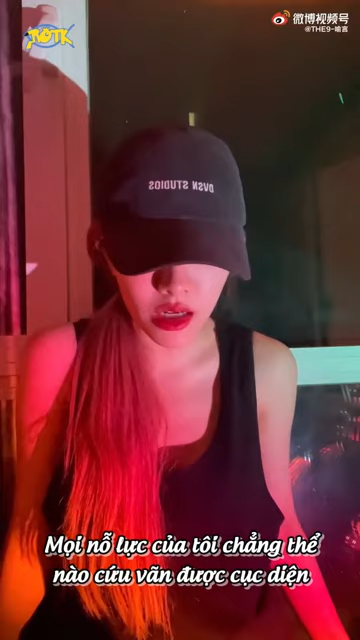 ROTK
微博视频号
@THE9-喻言
DVSN STUDIOS
Mọi nỗ lực của tôi chẳng thể
nào cứu vãn được cục diện